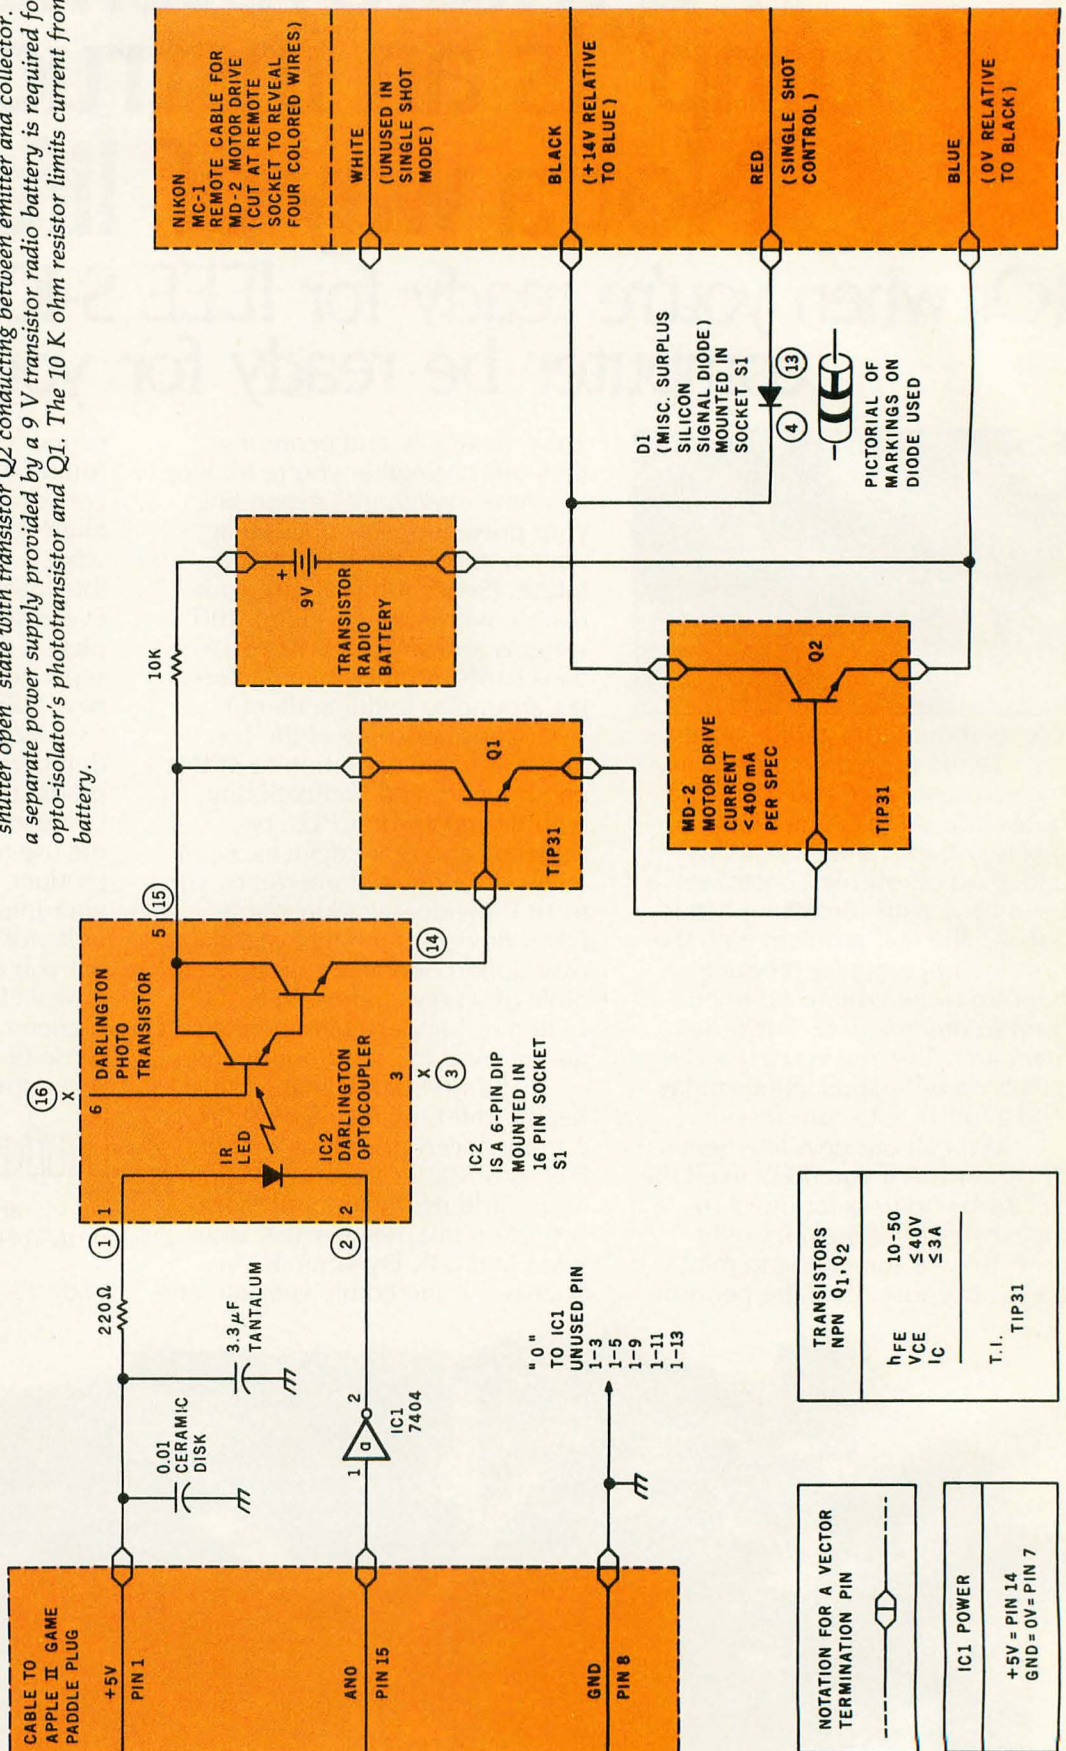 shutter open" state with transistor Q2 conducting between emitter and collector.
a separate power supply provided by a 9 V transistor radio battery is required fo
opto-isolator's phototransistor and Q1. The 10 K ohm resistor limits current from
battery.
CABLE TO
APPLE II GAME
PADDLE PLUG
+5V
PIN 1
ANO
PIN 15
GND
PIN 8
0.01
CERAMIC
DISK
3.3µF
TANTALUM
220Ω
1
2
a
IC1
7404
"0"
TO IC1
UNUSED PIN
1-3
1-5
1-9
1-11
1-13
1
1
2
2
IR
LED
IC2
DARLINGTON
OPTOCOUPLER
16
X
6
DARLINGTON
PHOTO
TRANSISTOR
5
15
14
3
X
3
IC2
IS A 6-PIN DIP
MOUNTED IN
16 PIN SOCKET
S1
10K
Q1
TIP31
+
9V
TRANSISTOR
RADIO
BATTERY
MD-2
MOTOR DRIVE
CURRENT
<400 mA
PER SPEC
Q2
TIP31
D1
(MISC. SURPLUS
SILICON
SIGNAL DIODE)
MOUNTED IN
SOCKET S1
4
13
PICTORIAL OF
MARKINGS ON
DIODE USED
NIKON
MC-1
REMOTE CABLE FOR
MD-2 MOTOR DRIVE
(CUT AT REMOTE
SOCKET TO REVEAL
FOUR COLORED WIRES)
WHITE
(UNUSED IN
SINGLE SHOT
MODE)
BLACK
(+14V RELATIVE
TO BLUE)
RED
(SINGLE SHOT
CONTROL)
BLUE
(0V RELATIVE
TO BLACK)
NOTATION FOR A VECTOR
TERMINATION PIN
IC1 POWER
+5V = PIN 14
GND = 0V = PIN 7
TRANSISTORS
NPN Q1,Q2
hFE 10-50
VCE ≤40V
IC ≤3A
T.I. TIP31